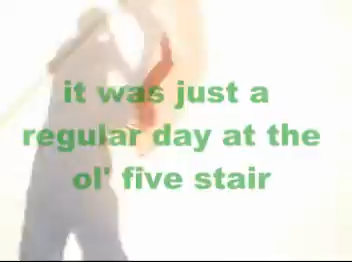 it was just a
regular day at the
ol' five stair